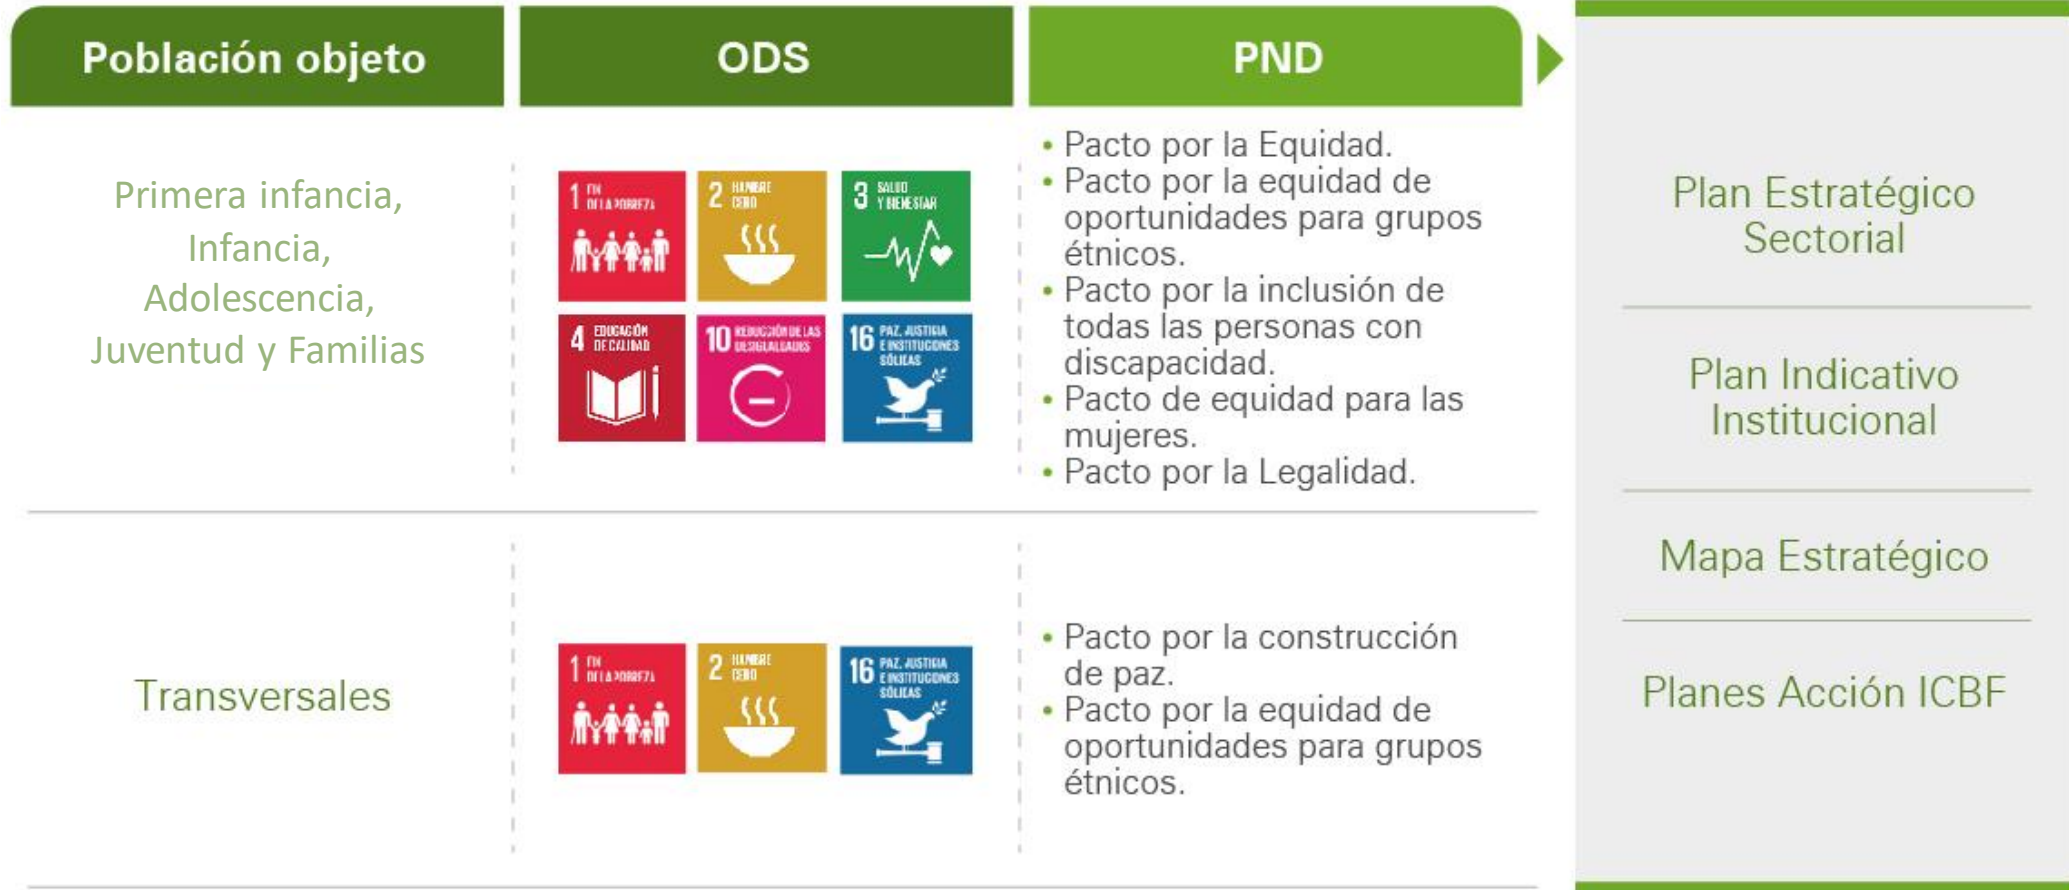 Población objeto
ODS
PND
Primera infancia,
Infancia,
Adolescencia,
Juventud y Familias
1 FIN
DE LA POBREZA
2 HAMBRE
CERO
3 SALUD
Y BIENESTAR
4 EDUCACIÓN
DE CALIDAD
10 REDUCCIÓN DE LAS
DESIGUALDADES
16 PAZ, JUSTICIA
E INSTITUCIONES
SÓLIDAS
• Pacto por la Equidad.
• Pacto por la equidad de
oportunidades para grupos
étnicos.
• Pacto por la inclusión de
todas las personas con
discapacidad.
• Pacto de equidad para las
mujeres.
• Pacto por la Legalidad.
Transversales
1 FIN
DE LA POBREZA
2 HAMBRE
CERO
16 PAZ, JUSTICIA
E INSTITUCIONES
SÓLIDAS
• Pacto por la construcción
de paz.
• Pacto por la equidad de
oportunidades para grupos
étnicos.
Plan Estratégico
Sectorial
Plan Indicativo
Institucional
Mapa Estratégico
Planes Acción ICBF